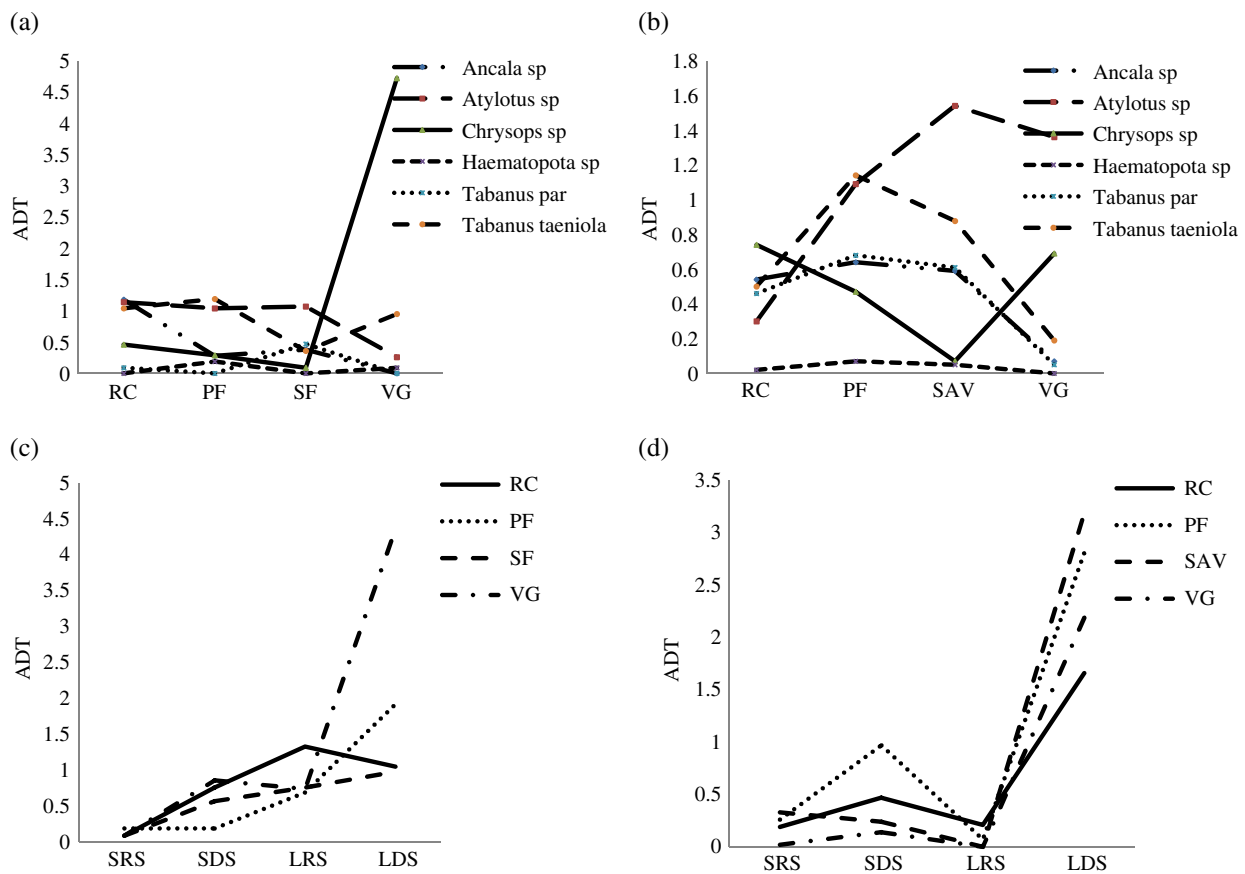 (a)
5
4.5
4
3.5
3
2.5
2
1.5
1
0.5
0
ADT
RC PF SF VG
Ancala sp
Atylotus sp
Chrysops sp
Haematopota sp
Tabanus par
Tabanus taeniola
(b)
1.8
1.6
1.4
1.2
1
0.8
0.6
0.4
0.2
0
ADT
RC PF SAV VG
Ancala sp
Atylotus sp
Chrysops sp
Haematopota sp
Tabanus par
Tabanus taeniola
(c)
5
4.5
4
3.5
3
2.5
2
1.5
1
0.5
0
ADT
SRS SDS LRS LDS
RC
PF
SF
VG
(d)
3.5
3
2.5
2
1.5
1
0.5
0
ADT
SRS SDS LRS LDS
RC
PF
SAV
VG